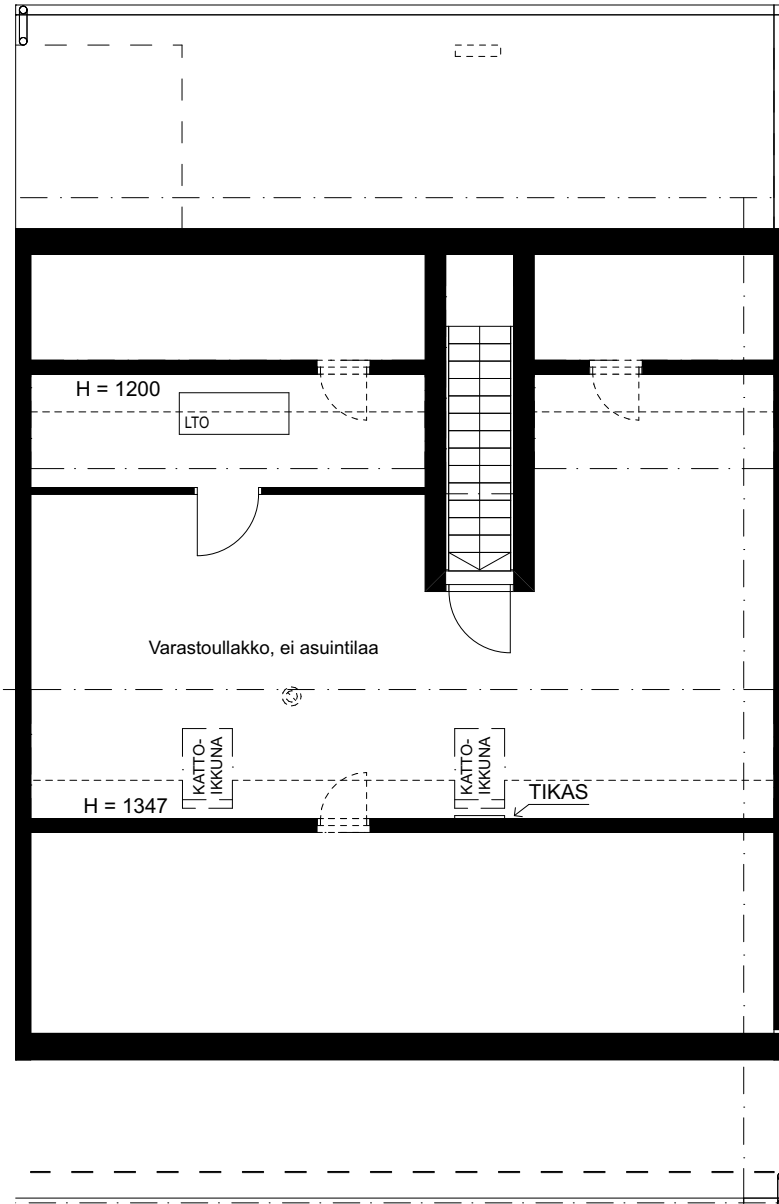 H = 1200
LTO
Varastoullakko, ei asuintilaa
KATTO-
IKKUNA
KATTO-
IKKUNA
TIKAS
H = 1347